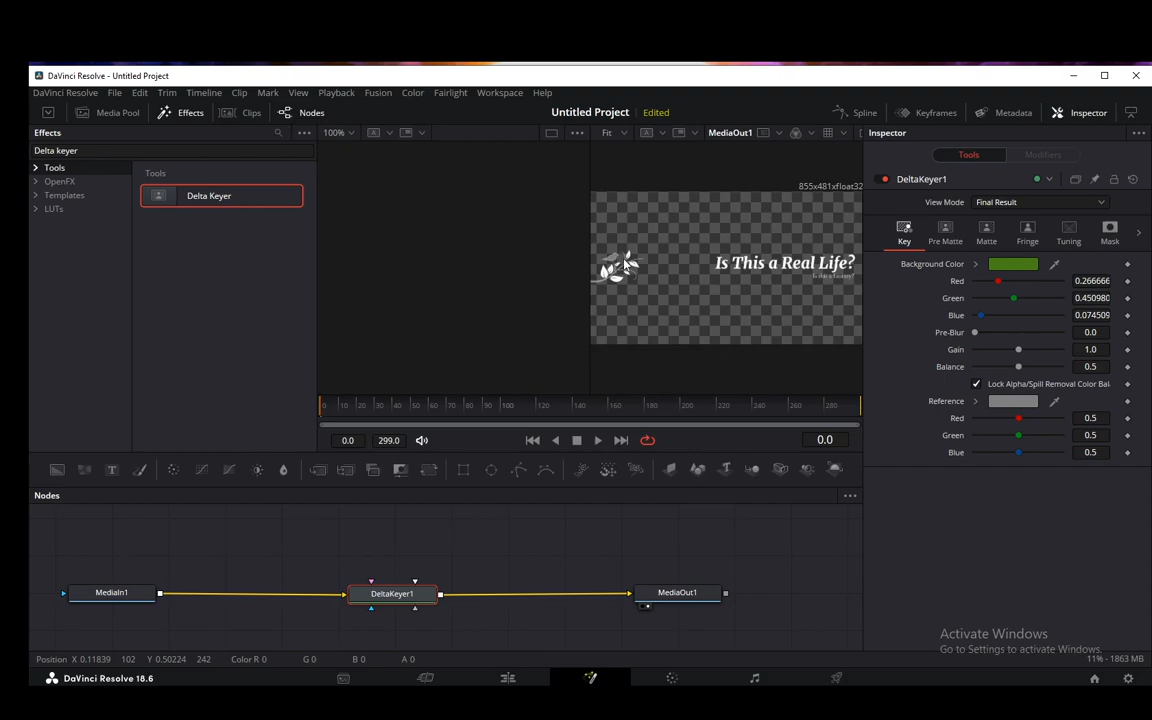 DaVinci Resolve - Untitled Project
DaVinci Resolve File Edit Trim Timeline Clip Mark View Playback Fusion Color Fairlight Workspace Help
Media Pool Effects Clips Nodes Untitled Project Edited Spline Keyframes Metadata Inspector
Effects 100% Fit MediaOut1 Inspector
Delta keyer
Tools Modifiers
Tools
OpenFX
Templates
LUTs
Tools
Delta Keyer
855x481xfloat32
Is This a Real Life?
DeltaKeyer1
View Mode Final Result
Key Pre Matte Matte Fringe Tuning Mask
Background Color
Red 0.266666
Green 0.450980
Blue 0.074509
Pre-Blur 0.0
Gain 1.0
Balance 0.5
Lock Alpha/Spill Removal Color Bal
Reference
Red 0.5
Green 0.5
Blue 0.5
0 10 20 30 40 50 60 70 80 90 100 120 140 160 180 200 220 240 260 280
0.0 299.0 0.0
Nodes
MediaIn1 DeltaKeyer1 MediaOut1
Activate Windows
Go to Settings to activate Windows.
Position X 0.11839 102 Y 0.50224 242 Color R 0 G 0 B 0 A 0 11% - 1863 MB
DaVinci Resolve 18.6